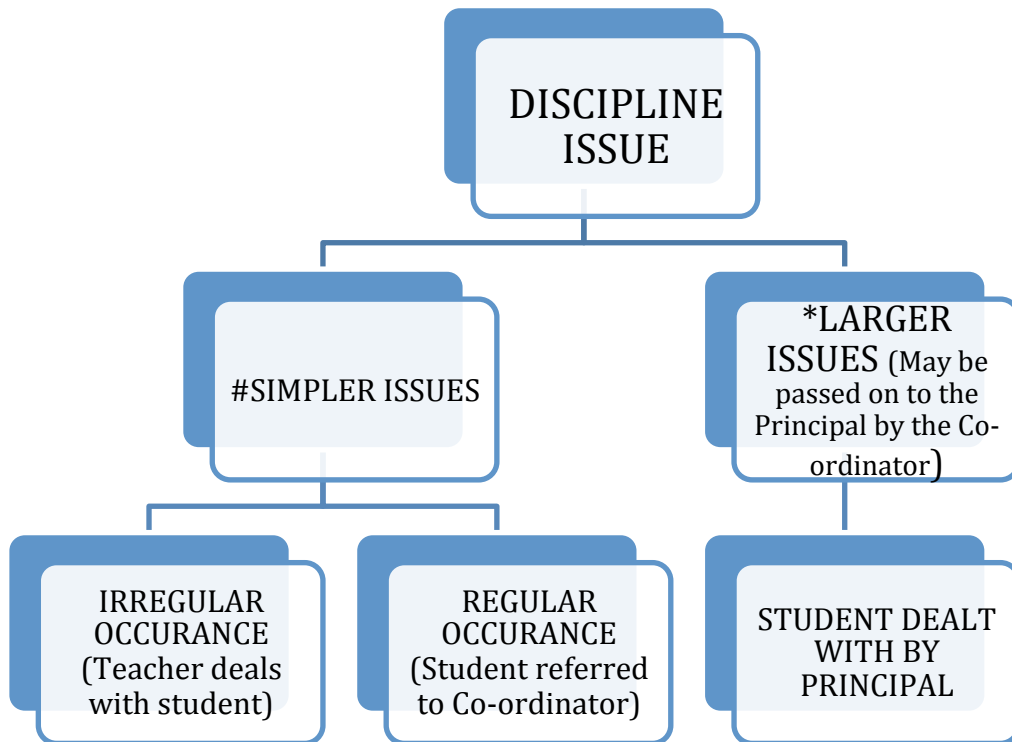 DISCIPLINE
ISSUE
#SIMPLER ISSUES
*LARGER
ISSUES (May be
passed on to the
Principal by the Co-
ordinator)
IRREGULAR
OCCURANCE
(Teacher deals
with student)
REGULAR
OCCURANCE
(Student referred
to Co-ordinator)
STUDENT DEALT
WITH BY
PRINCIPAL